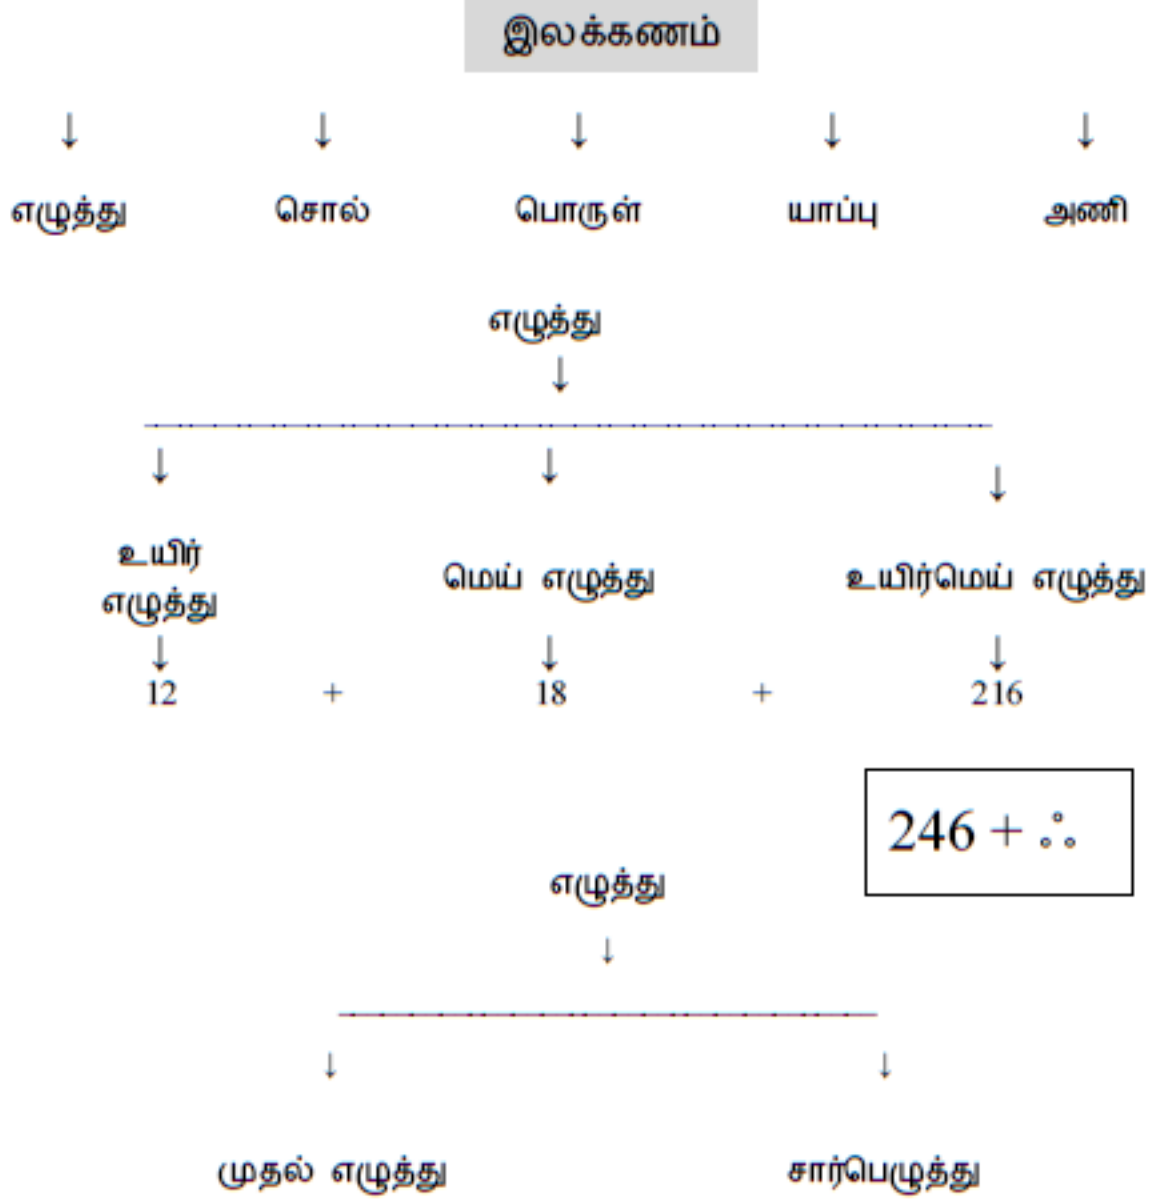 இலக்கணம்
↓ ↓ ↓ ↓ ↓
எழுத்து சொல் பொருள் யாப்பு அணி
எழுத்து
↓
↓ ↓ ↓
உயிர்
எழுத்து
மெய் எழுத்து உயிர்மெய் எழுத்து
↓ ↓ ↓
12 + 18 + 216
246 + ஃ
எழுத்து
↓
↓ ↓
முதல் எழுத்து சார்பெழுத்து